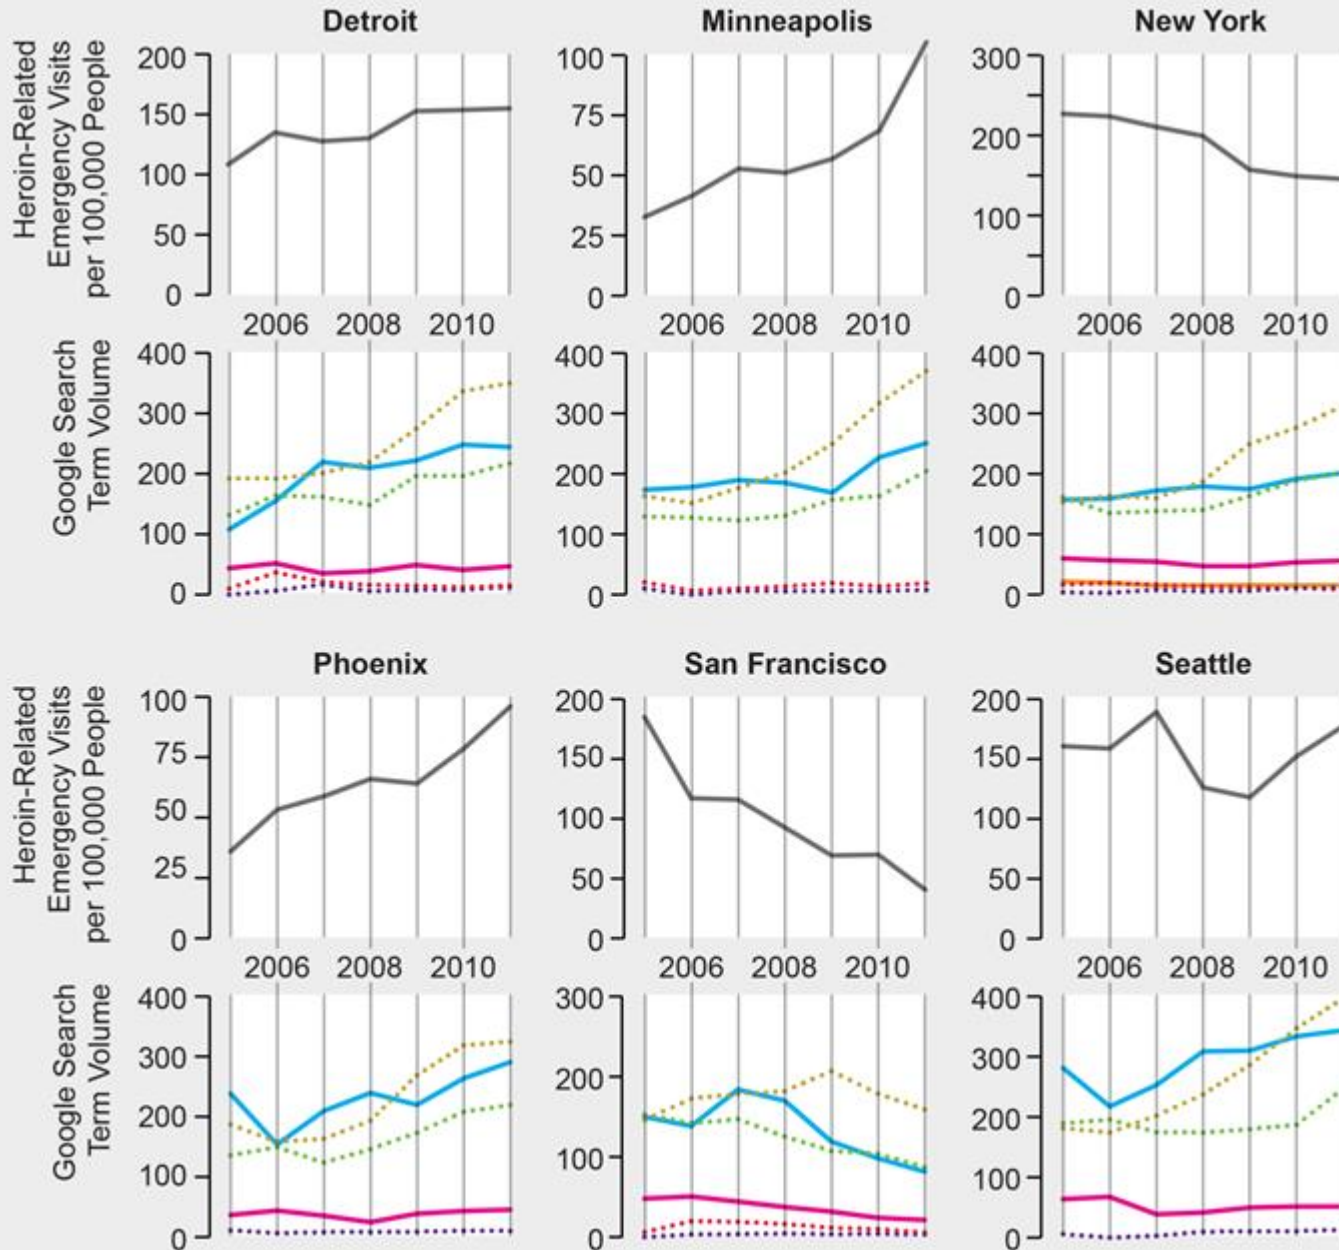 Detroit
Minneapolis
New York
Heroin-Related
Emergency Visits
per 100,000 People
200
150
100
50
0
100
75
50
25
0
300
200
100
0
2006 2008 2010
2006 2008 2010
2006 2008 2010
Google Search
Term Volume
400
300
200
100
0
400
300
200
100
0
400
300
200
100
0
Phoenix
San Francisco
Seattle
Heroin-Related
Emergency Visits
per 100,000 People
100
75
50
25
0
200
150
100
50
0
200
150
100
50
0
2006 2008 2010
2006 2008 2010
2006 2008 2010
Google Search
Term Volume
400
300
200
100
0
300
200
100
0
400
300
200
100
0